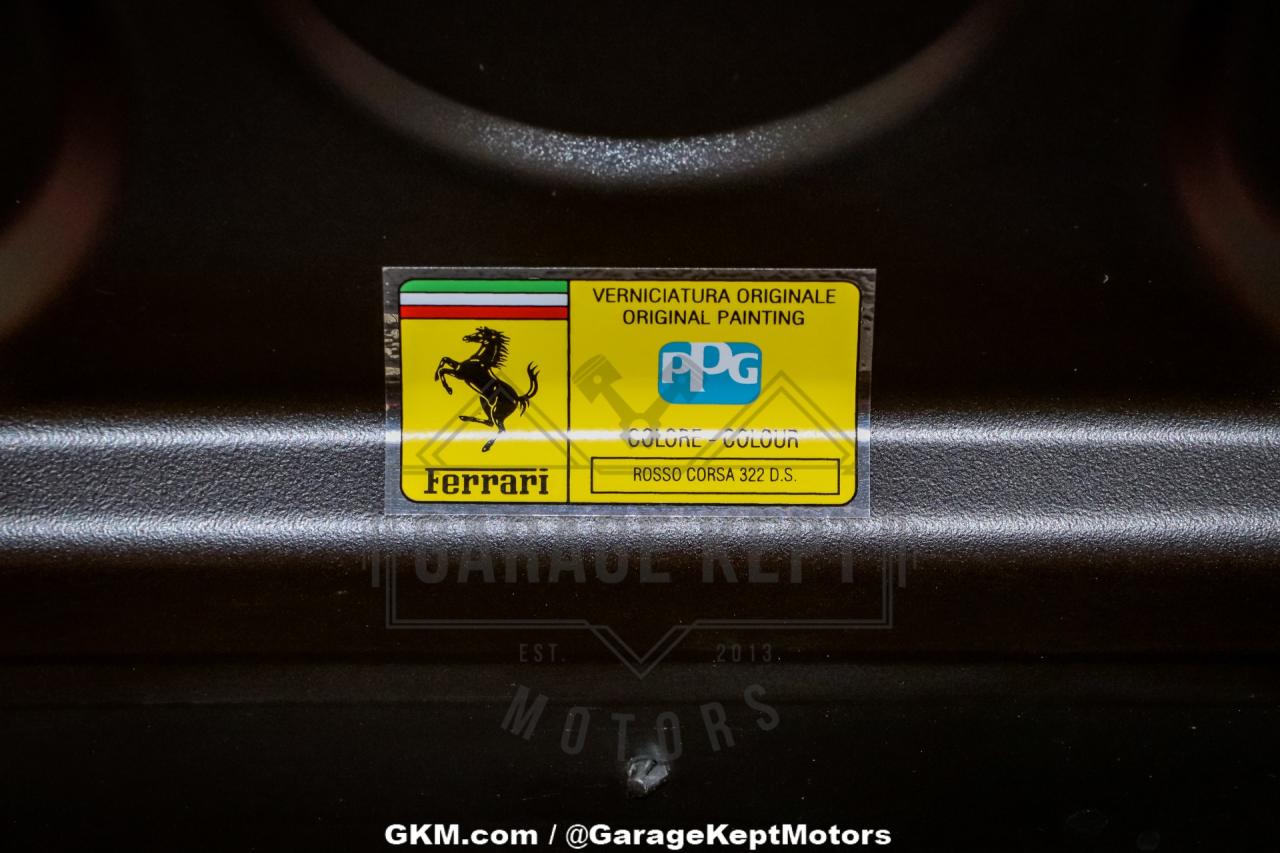 VERNICIATURA ORIGINALE
ORIGINAL PAINTING
PPG
COLORE - COLOUR
ROSSO CORSA 322 D.S.
Ferrari
GARAGE KEPT
EST. 2013
MOTORS
GKM.com / @GarageKeptMotors